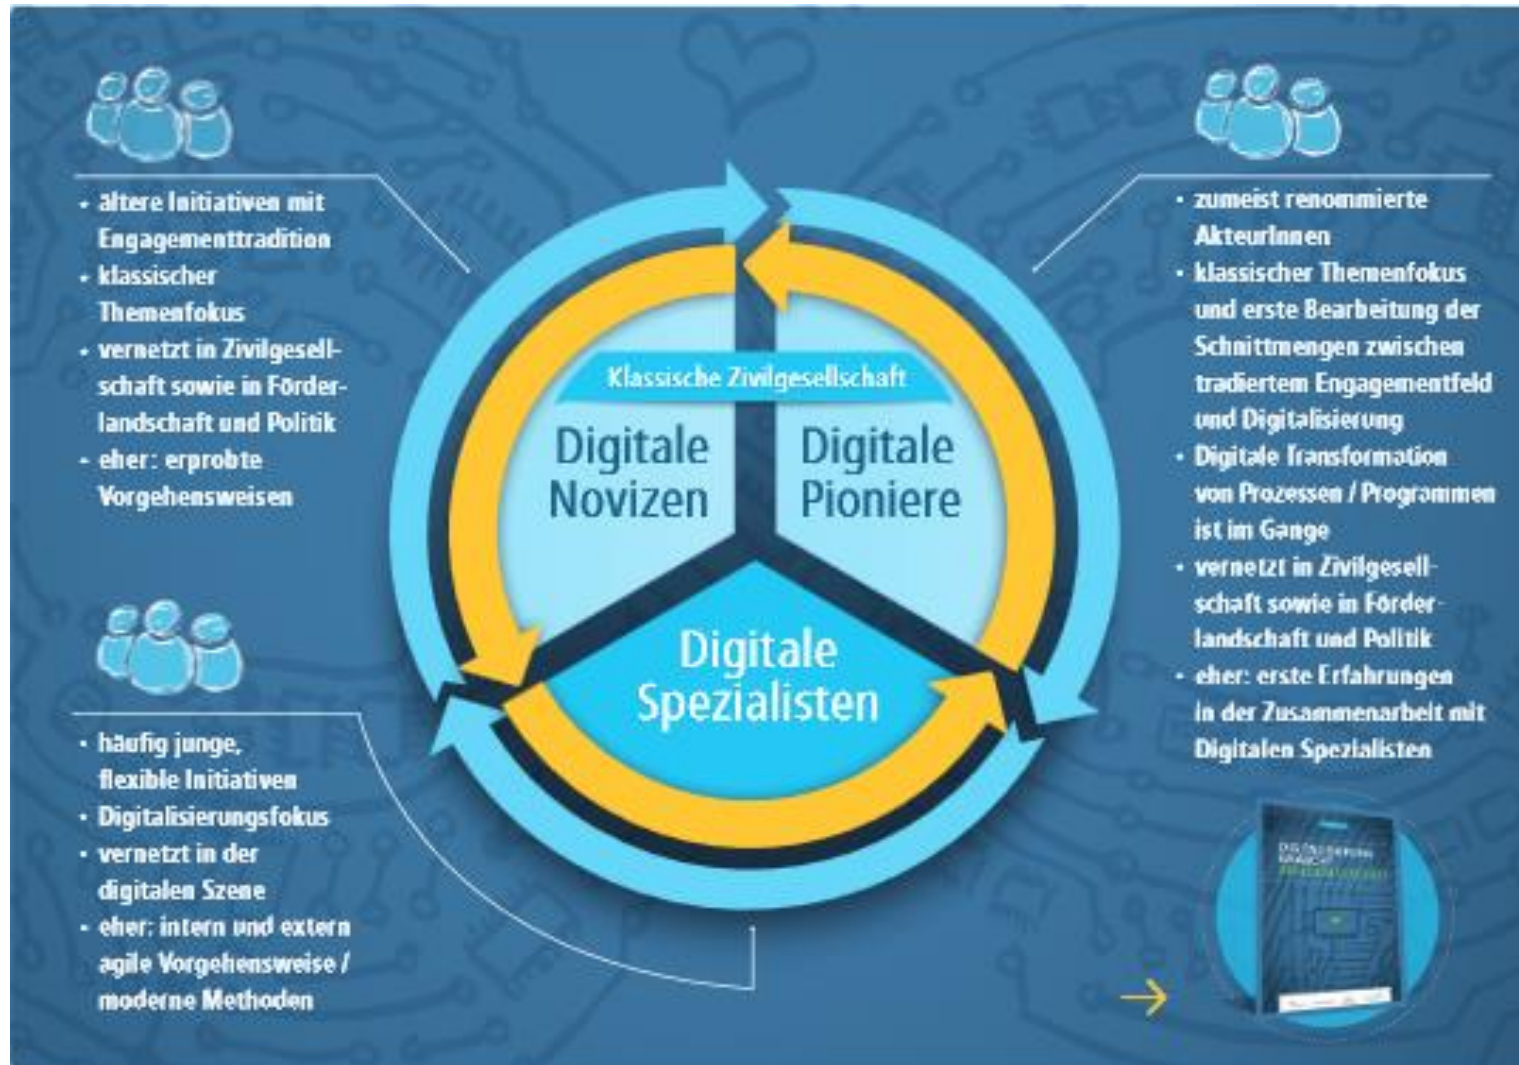 • ältere Initiativen mit
Engagementtradition
• klassischer
Themenfokus
• vernetzt in Zivilgesell-
schaft sowie in Förder-
landschaft und Politik
- eher: erprobte
Vorgehensweisen
• häufig junge,
flexible Initiativen
• Digitalisierungsfokus
• vernetzt in der
digitalen Szene
• eher: intern und extern
agile Vorgehensweise /
moderne Methoden
Klassische Zivilgesellschaft
Digitale
Novizen
Digitale
Pioniere
Digitale
Spezialisten
• zumeist renommierte
AkteurInnen
• klassischer Themenfokus
und erste Bearbeitung der
Schnittmengen zwischen
tradiertem Engagementfeld
und Digitalisierung
• Digitale Transformation
von Prozessen / Programmen
ist im Gange
• vernetzt in Zivilgesell-
schaft sowie in Förder-
landschaft und Politik
• eher: erste Erfahrungen
in der Zusammenarbeit mit
Digitalen Spezialisten
DIGITALISIERUNG
BRAUCHT